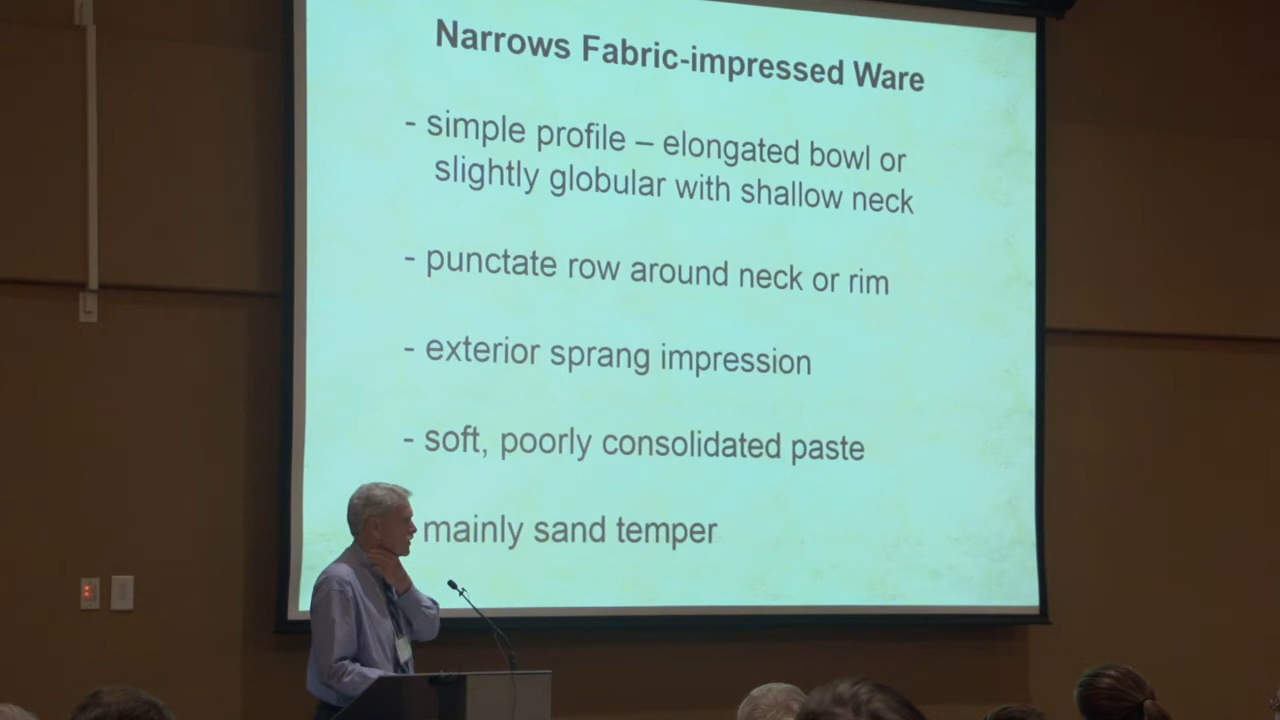 Narrows Fabric-impressed Ware
- simple profile – elongated bowl or
slightly globular with shallow neck
- punctate row around neck or rim
- exterior sprang impression
- soft, poorly consolidated paste
mainly sand temper